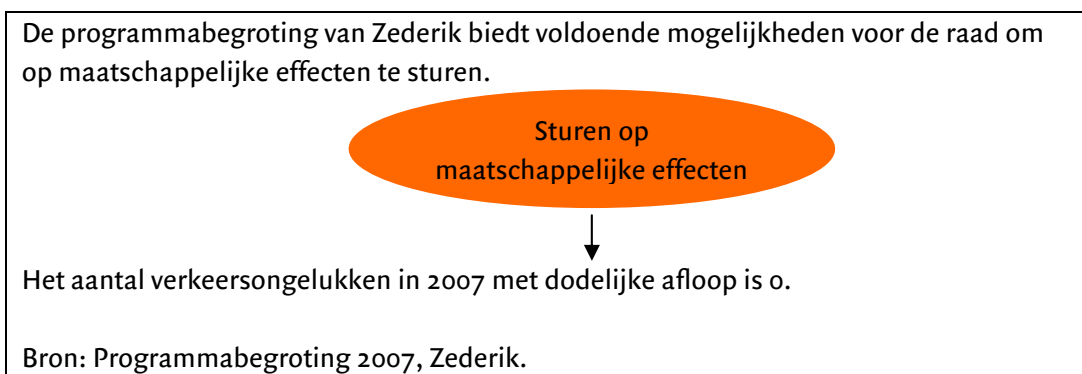 De programmabegroting van Zederik biedt voldoende mogelijkheden voor de raad om
op maatschappelijke effecten te sturen.
Sturen op
maatschappelijke effecten
Het aantal verkeersongelukken in 2007 met dodelijke afloop is 0.
Bron: Programmabegroting 2007, Zederik.